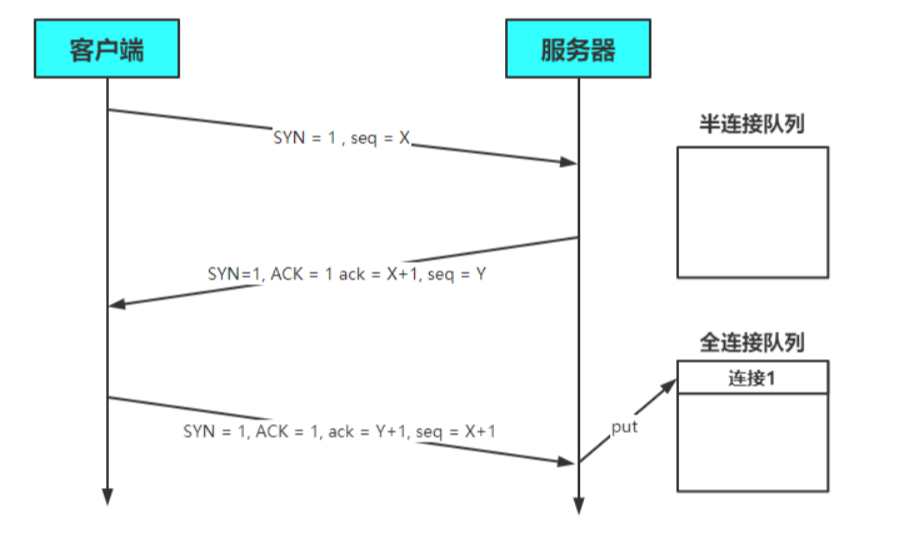 客户端
服务器
SYN = 1 , seq = X
半连接队列
SYN=1, ACK = 1 ack = X+1, seq = Y
全连接队列
连接1
SYN = 1, ACK = 1, ack = Y+1, seq = X+1
put